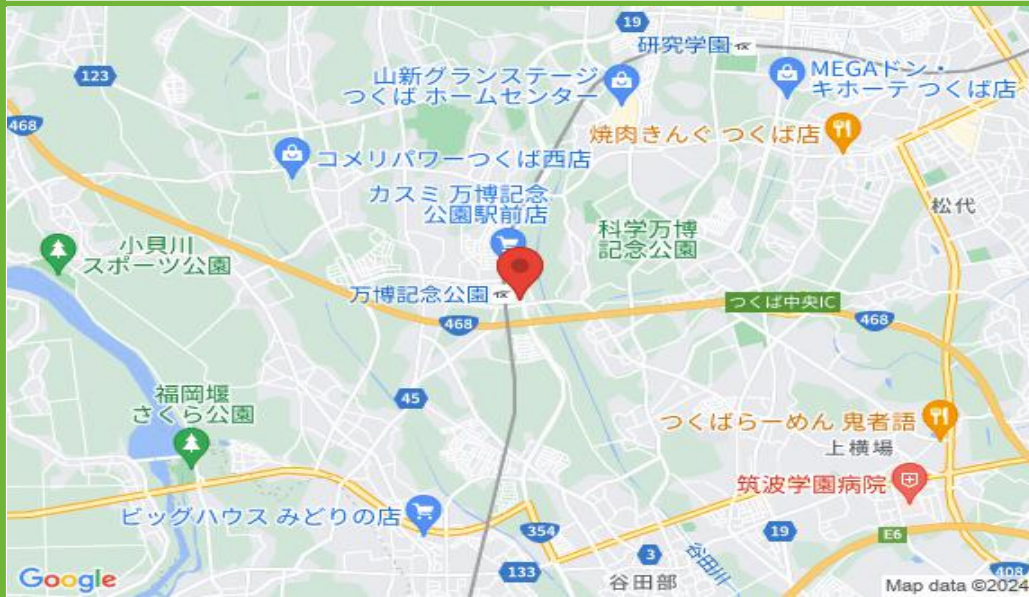 19
研究学園
123
山新グランステージ
つくば ホームセンター
MEGAドン・
キホーテ つくば店
468
焼肉きんぐ つくば店
コメリパワーつくば西店
カスミ 万博記念
公園駅前店
松代
小貝川
スポーツ公園
科学万博
記念公園
万博記念公園
つくば中央IC
468
468
45
福岡堰
さくら公園
つくばらーめん 鬼者語
上横場
筑波学園病院
ビッグハウス みどりの店
354
19
E6
3
谷田川
133
谷田部
408
Google
Map data ©2024